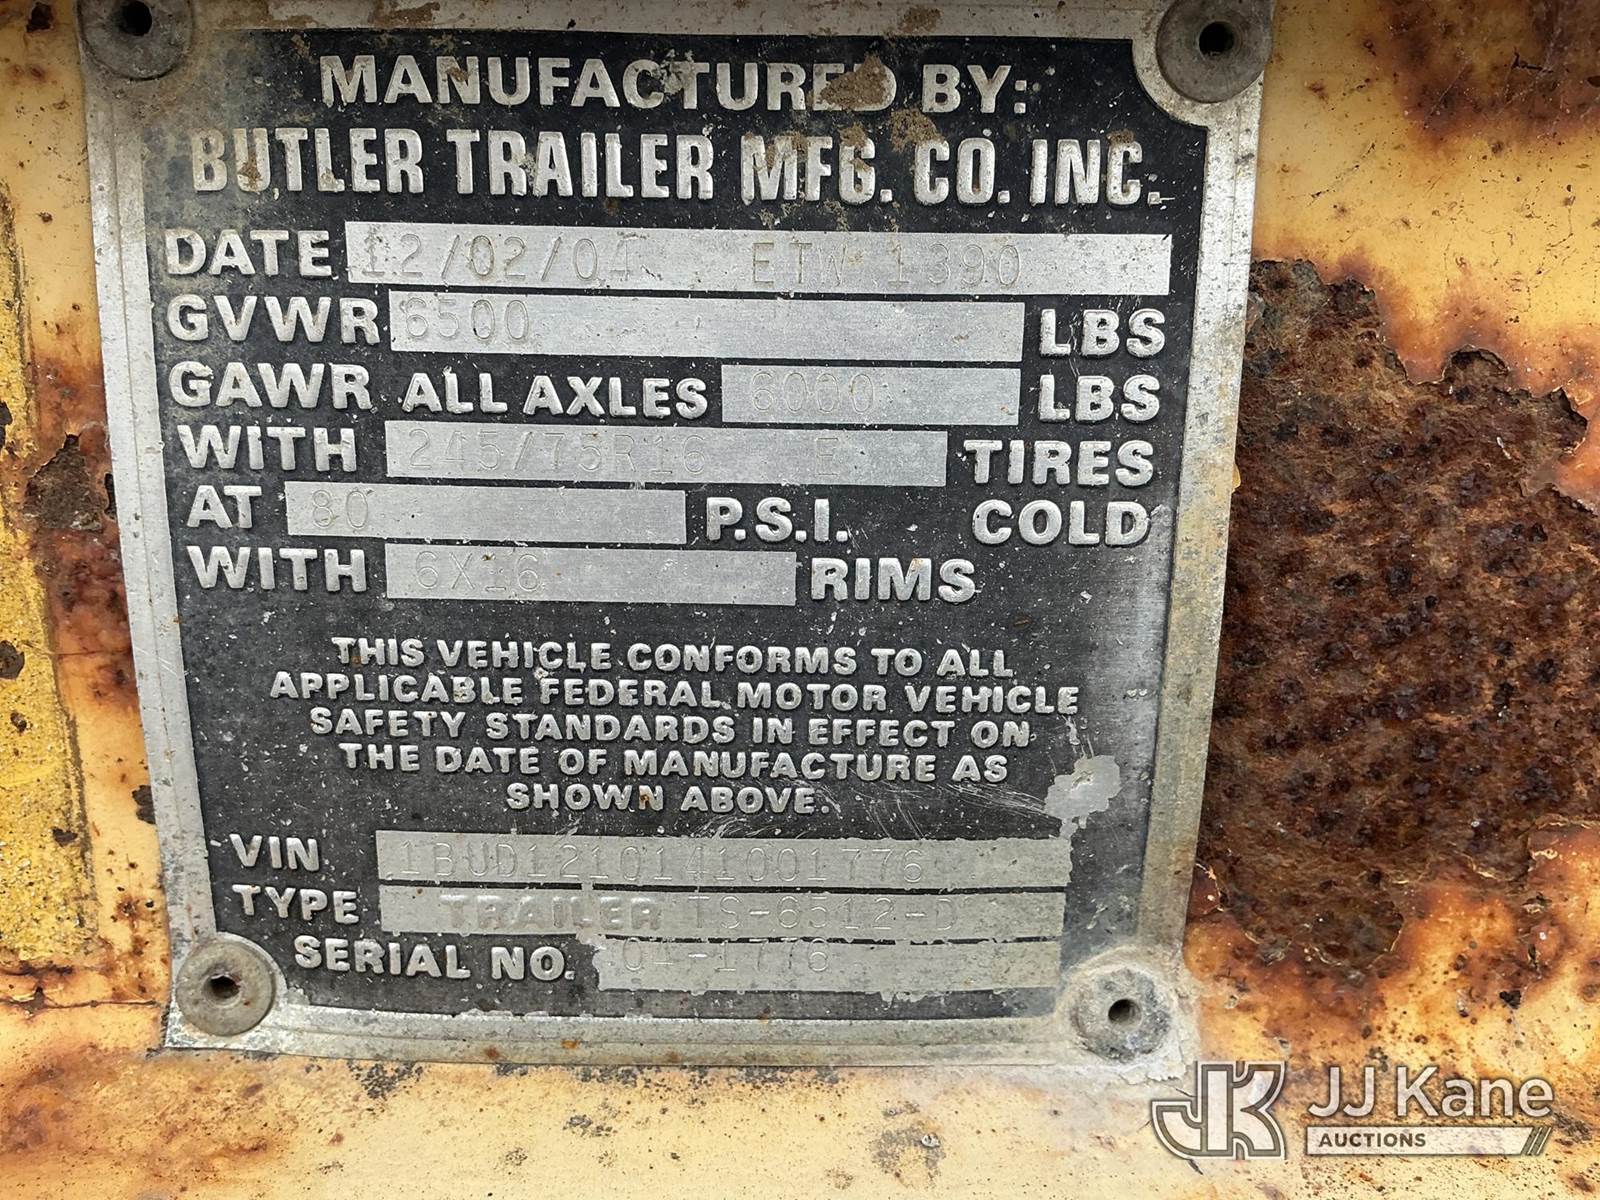 MANUFACTURED BY:
BUTLER TRAILER MFG. CO. INC.
DATE 12/02/04 ETW 1390
GVWR 6500 LBS
GAWR ALL AXLES 6000 LBS
WITH 245/75R16 E TIRES
AT 80 P.S.I. COLD
WITH 6X16 RIMS
THIS VEHICLE CONFORMS TO ALL
APPLICABLE FEDERAL MOTOR VEHICLE
SAFETY STANDARDS IN EFFECT ON
THE DATE OF MANUFACTURE AS
SHOWN ABOVE.
VIN 1BUD1210141001776
TYPE TRAILER TS-6512-D
SERIAL NO. 04-1776
JK JJ Kane
AUCTIONS